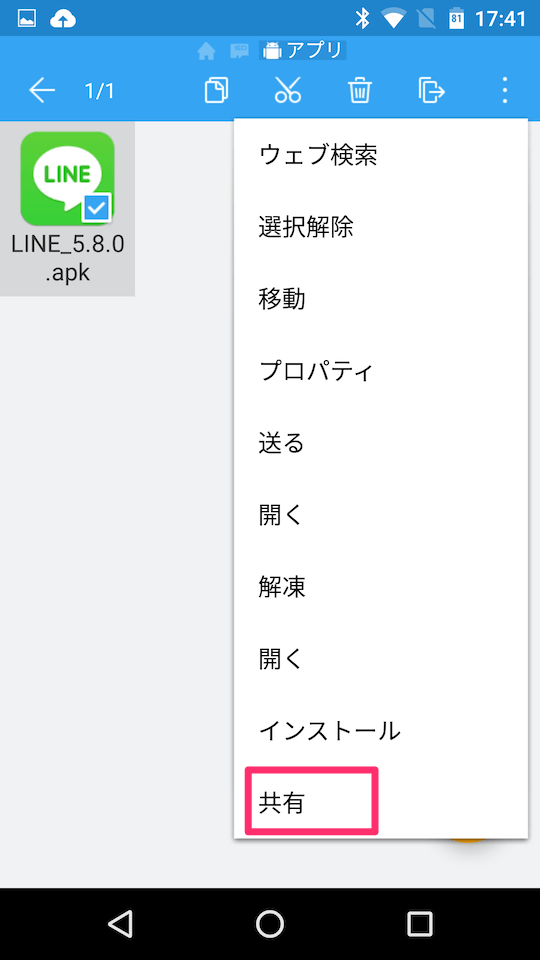 81
17:41
アプリ
1/1
LINE
LINE_5.8.0
.apk
ウェブ検索
選択解除
移動
プロパティ
送る
開く
解凍
開く
インストール
共有